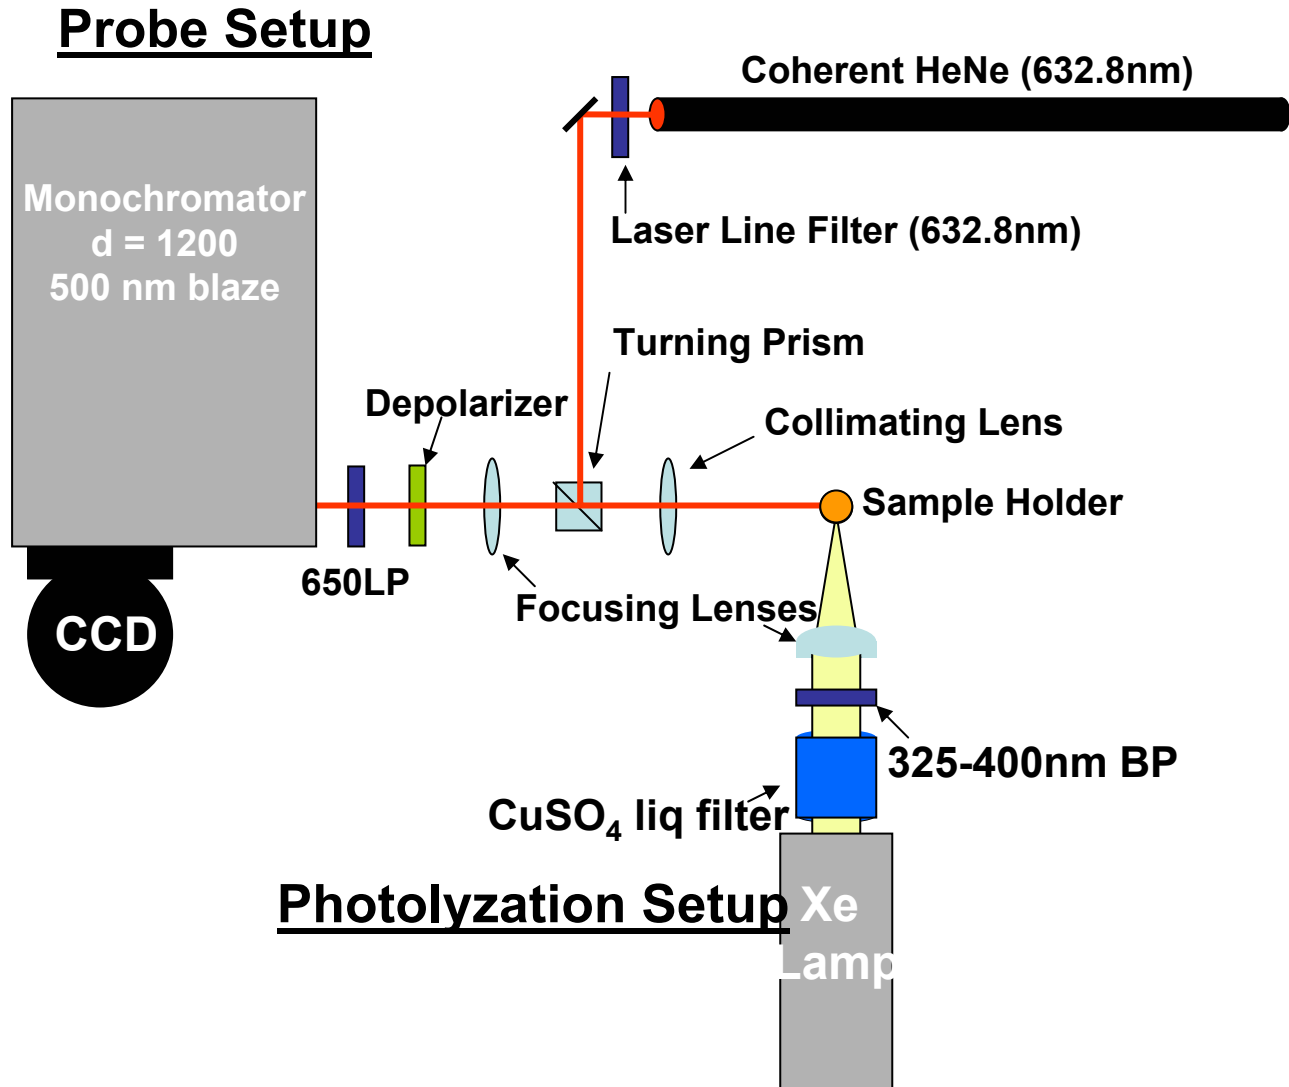 Probe Setup
Coherent HeNe (632.8nm)
Monochromator
d = 1200
500 nm blaze
Laser Line Filter (632.8nm)
Turning Prism
Depolarizer
Collimating Lens
Sample Holder
650LP
Focusing Lenses
CCD
325-400nm BP
CuSO₄ liq filter
Photolyzation Setup
Xe
Lamp